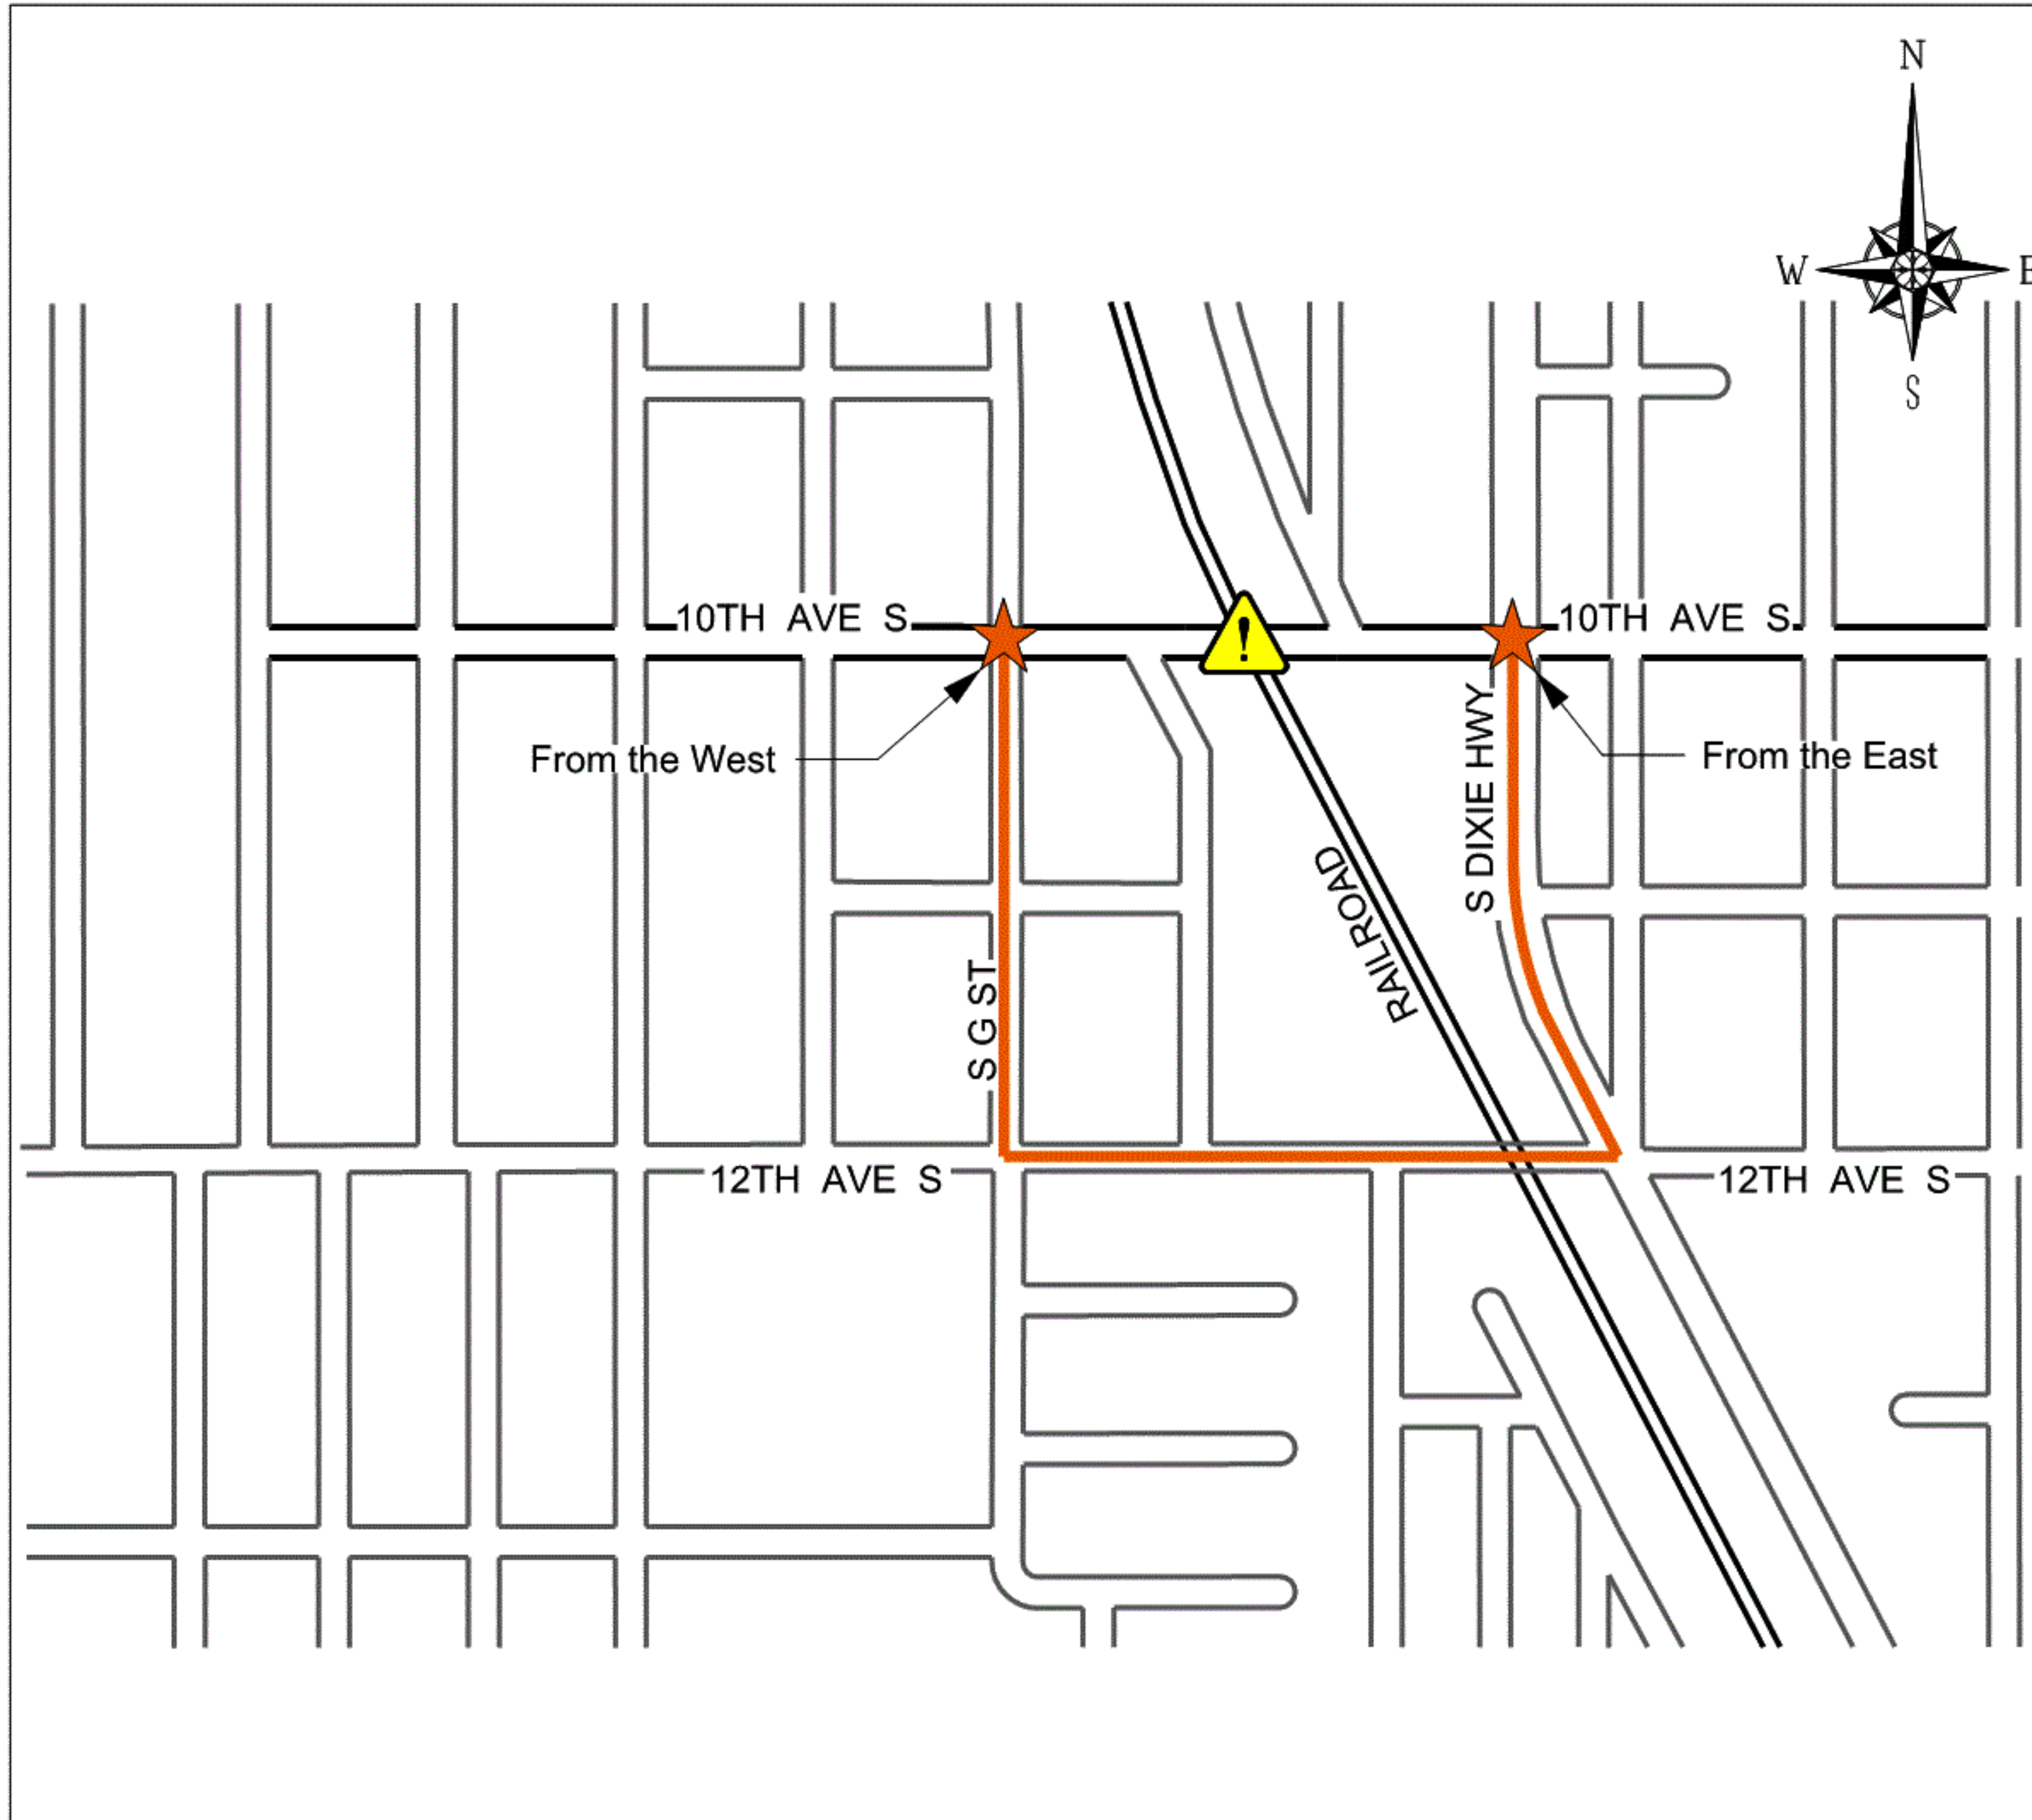 N
W
E
S
10TH AVE S
10TH AVE S
!
From the West
From the East
S DIXIE HWY
RAILROAD
S G ST
12TH AVE S
12TH AVE S